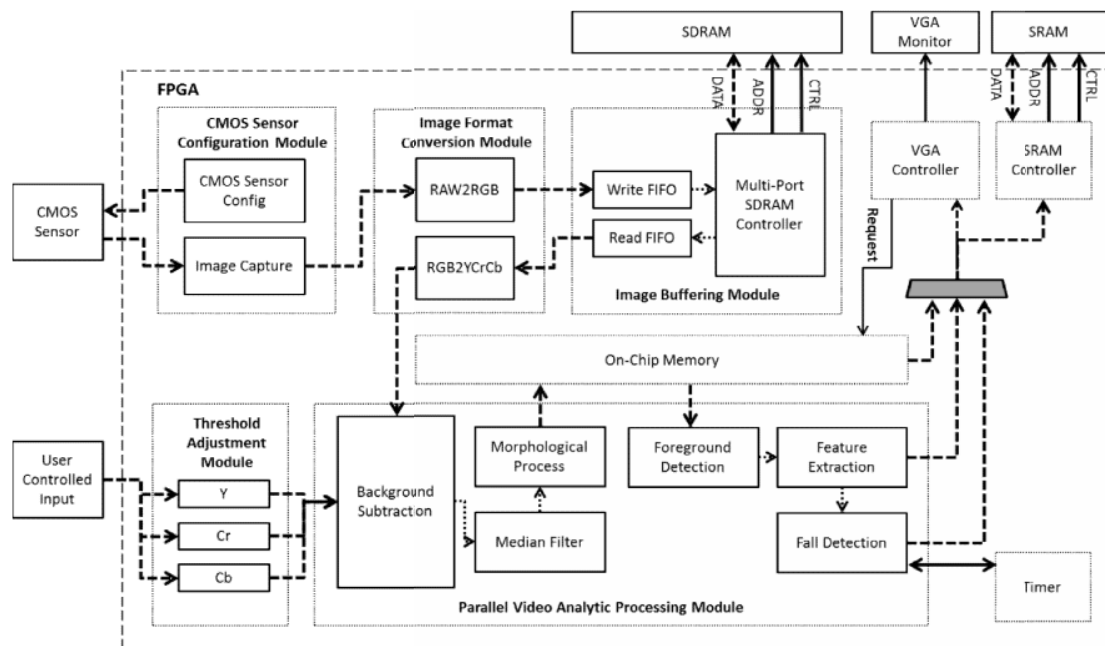 SDRAM
VGA
Monitor
SRAM
DATA
ADDR
CTRL
DATA
ADDR
CTRL
FPGA
CMOS Sensor
Configuration Module
Image Format
Conversion Module
CMOS Sensor
Config
RAW2RGB
Write FIFO
Multi-Port
SDRAM
Controller
VGA
Controller
SRAM
Controller
CMOS
Sensor
Image Capture
RGB2YCrCb
Read FIFO
Request
Image Buffering Module
On-Chip Memory
Threshold
Adjustment
Module
User
Controlled
Input
Y
Cr
Cb
Background
Subtraction
Morphological
Process
Median Filter
Foreground
Detection
Feature
Extraction
Fall Detection
Timer
Parallel Video Analytic Processing Module